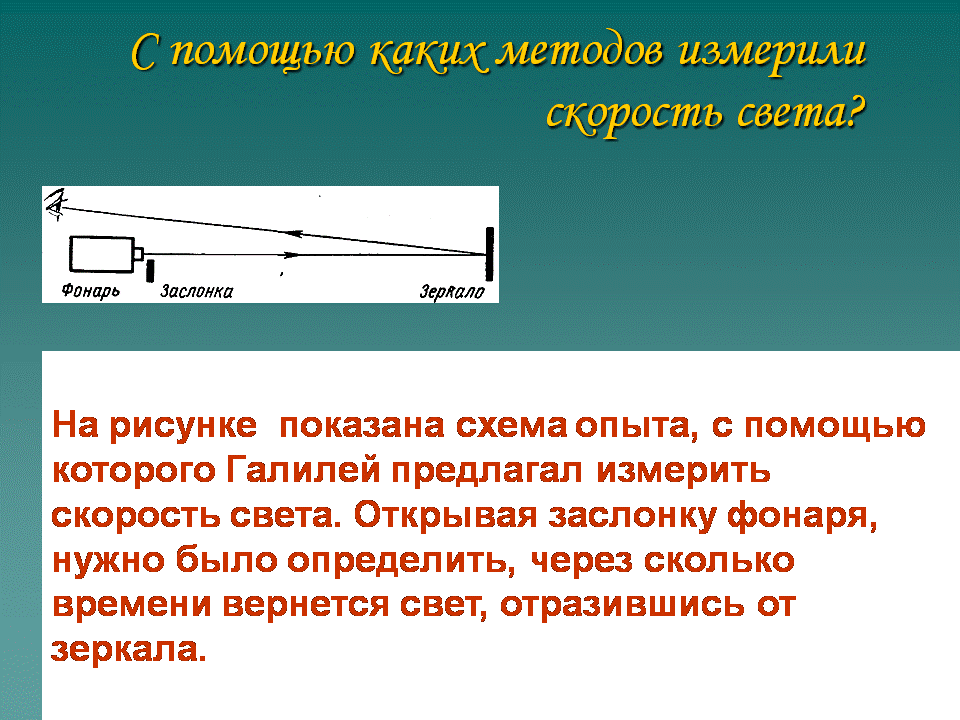 С помощью каких методов измерили
скорость света?
Фонарь Заслонка Зеркало
На рисунке показана схема опыта, с помощью
которого Галилей предлагал измерить
скорость света. Открывая заслонку фонаря,
нужно было определить, через сколько
времени вернется свет, отразившись от
зеркала.